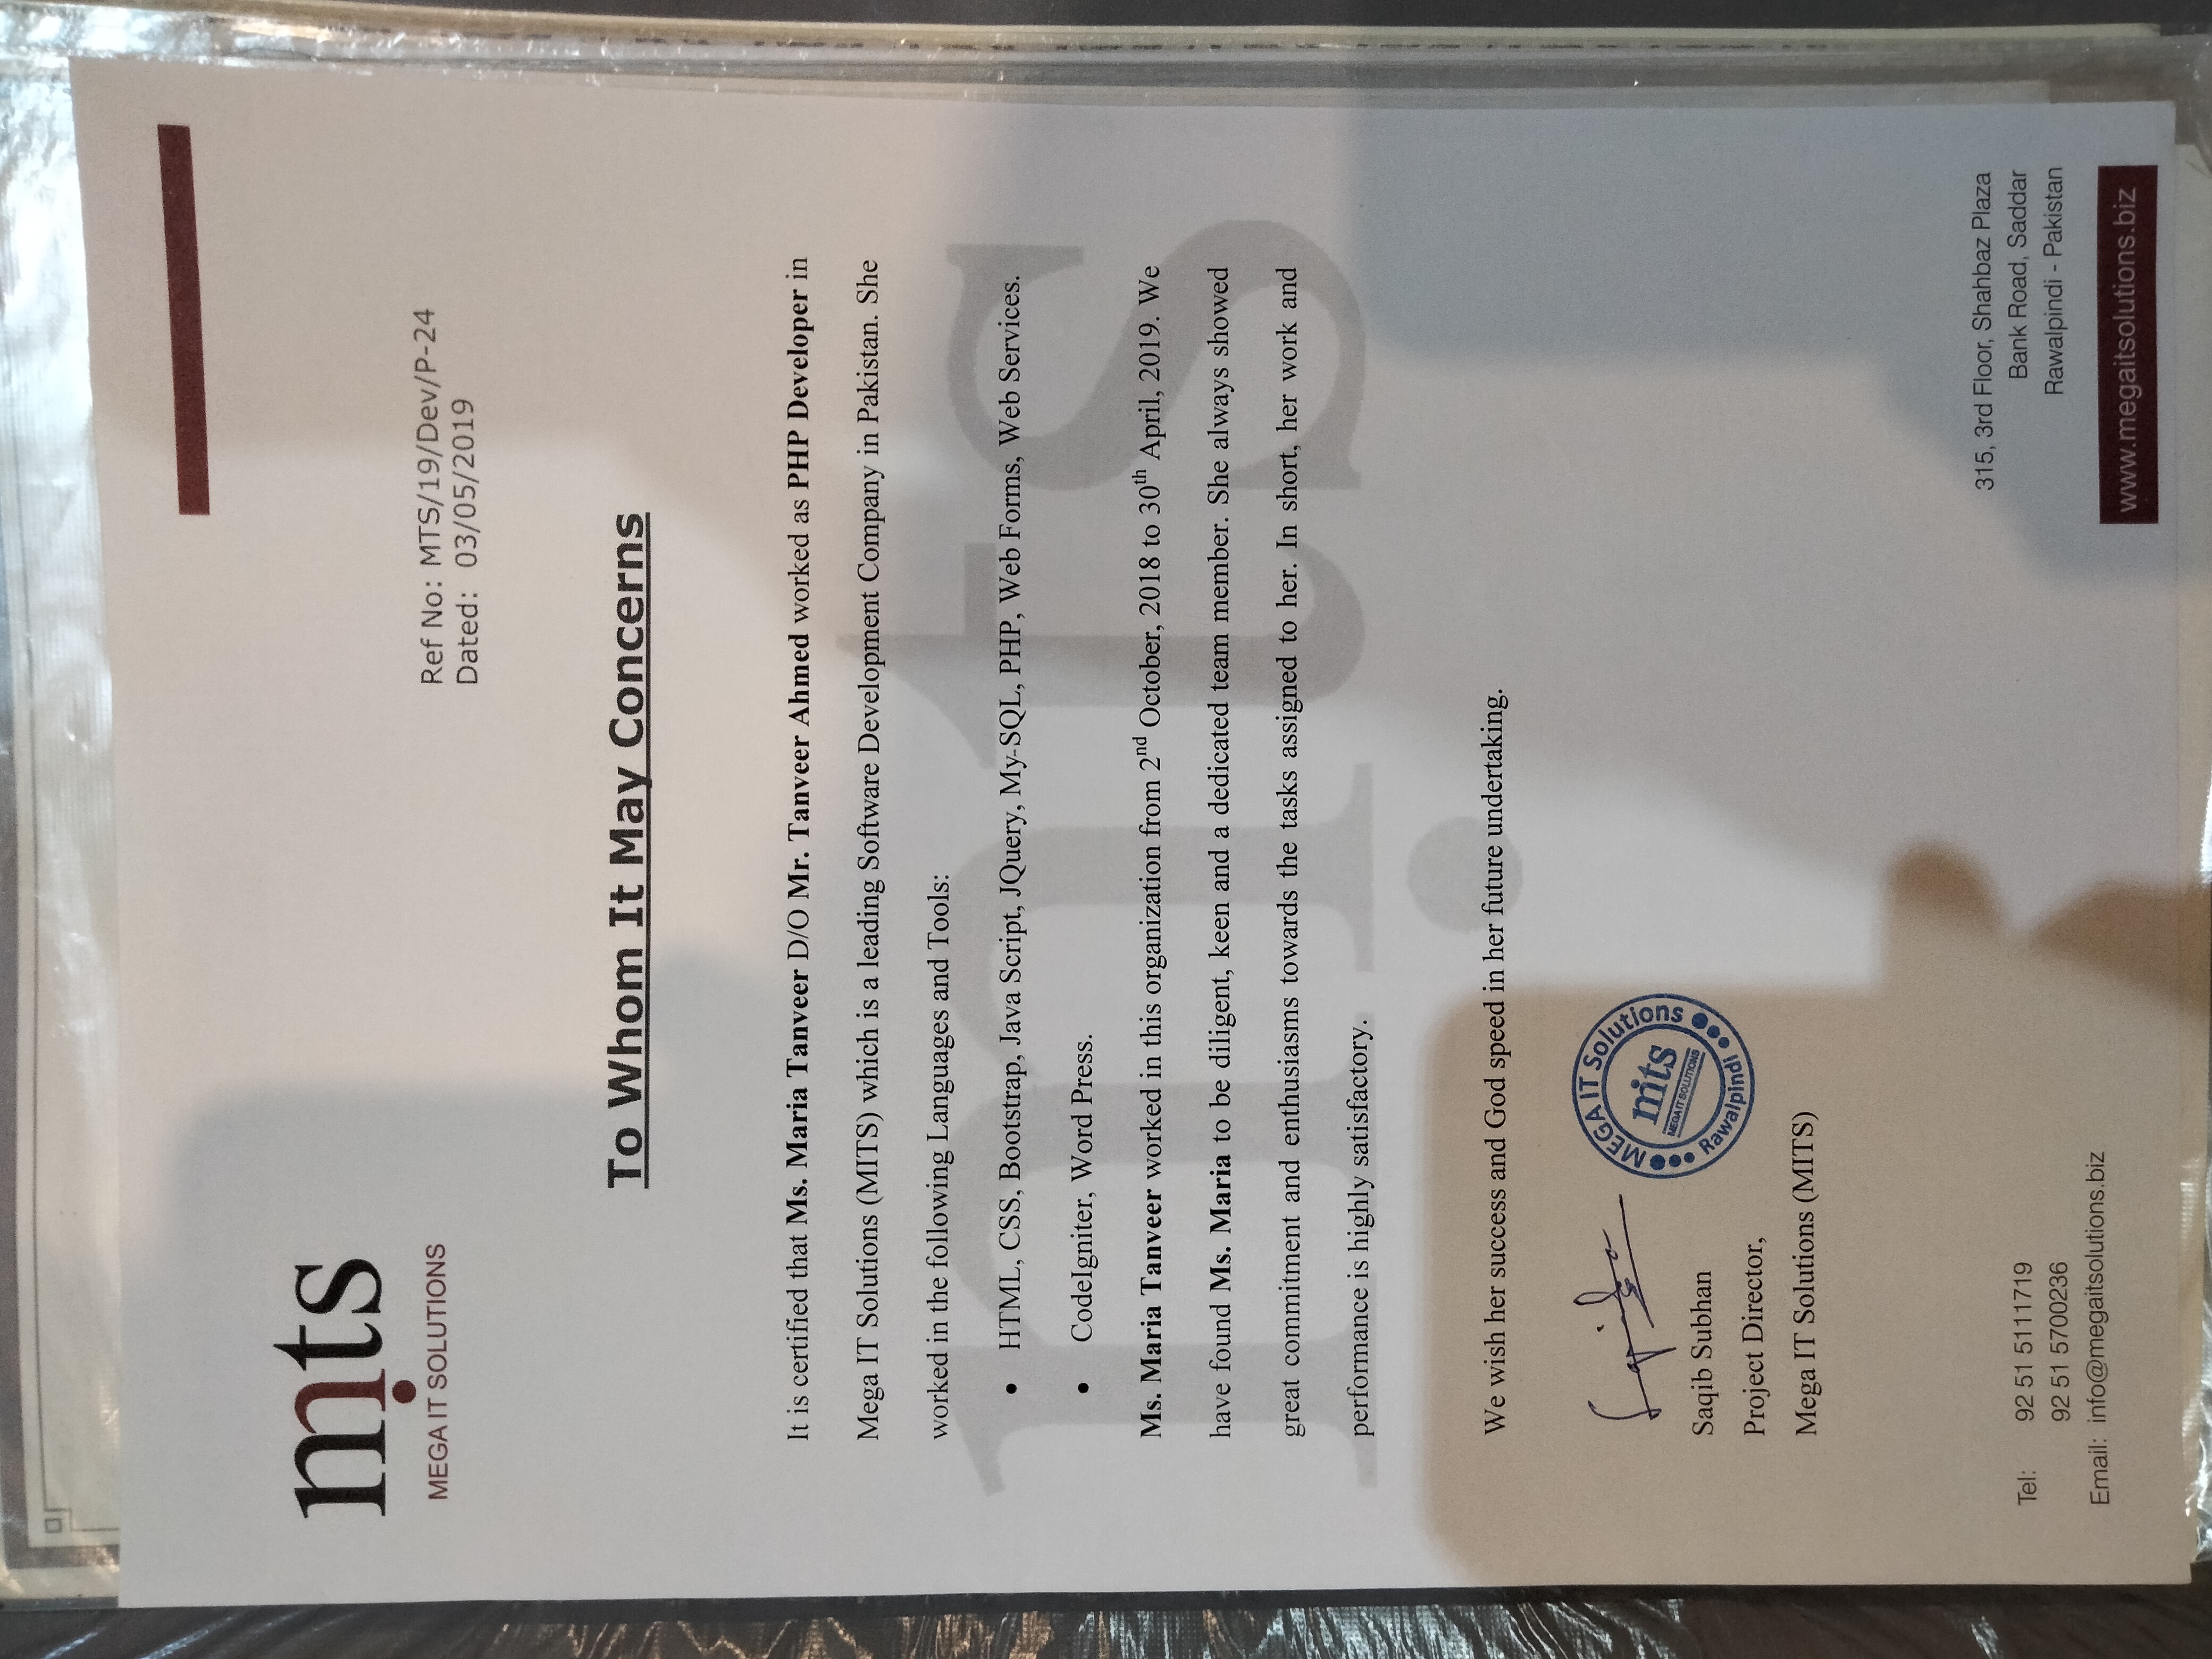 mts
MEGA IT SOLUTIONS
Ref No: MTS/19/Dev/P-24
Dated: 03/05/2019
To Whom It May Concerns
It is certified that Ms. Maria Tanveer D/O Mr. Tanveer Ahmed worked as PHP Developer in
Mega IT Solutions (MITS) which is a leading Software Development Company in Pakistan. She
worked in the following Languages and Tools:
• HTML, CSS, Bootstrap, Java Script, JQuery, My-SQL, PHP, Web Forms, Web Services.
• CodeIgniter, Word Press.
Ms. Maria Tanveer worked in this organization from 2nd October, 2018 to 30th April, 2019. We
have found Ms. Maria to be diligent, keen and a dedicated team member. She always showed
great commitment and enthusiasms towards the tasks assigned to her. In short, her work and
performance is highly satisfactory.
mts
We wish her success and God speed in her future undertaking.
MEGA IT Solutions
mts
MEGA IT SOLUTIONS
Rawalpindi
Saqib Subhan
Project Director,
Mega IT Solutions (MITS)
Tel: 92 51 5111719
92 51 5700236
Email: info@megaitsolutions.biz
315, 3rd Floor, Shahbaz Plaza
Bank Road, Saddar
Rawalpindi - Pakistan
www.megaitsolutions.biz